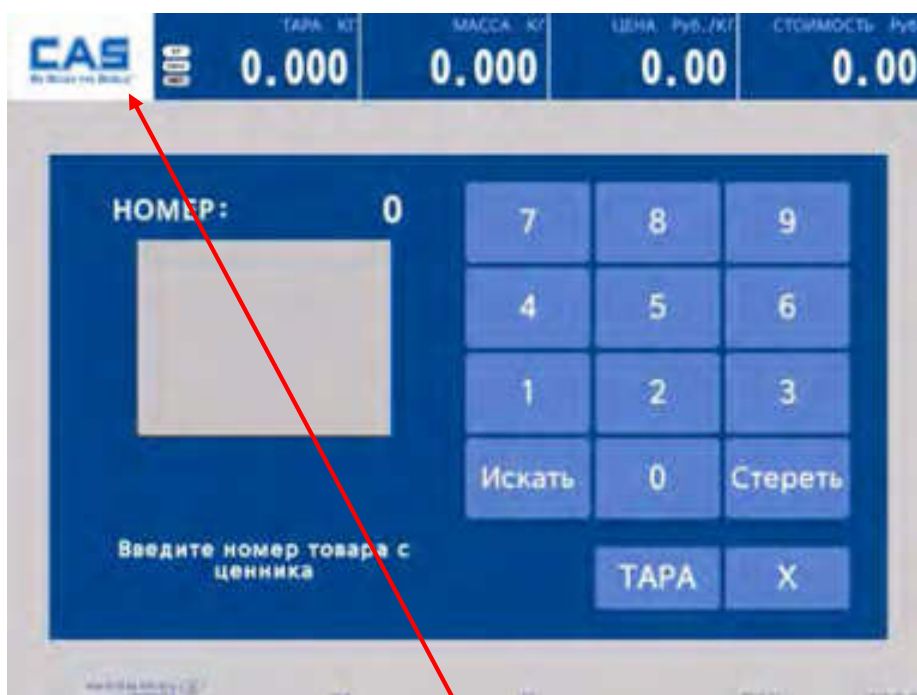 CAS
ТАРА КГ
0.000
МАССА КГ
0.000
ЦЕНА Руб./КГ
0.00
СТОИМОСТЬ Руб
0.00
НОМЕР: 0
7 8 9
4 5 6
1 2 3
Искать 0 Стереть
Введите номер товара с
ценника
ТАРА X